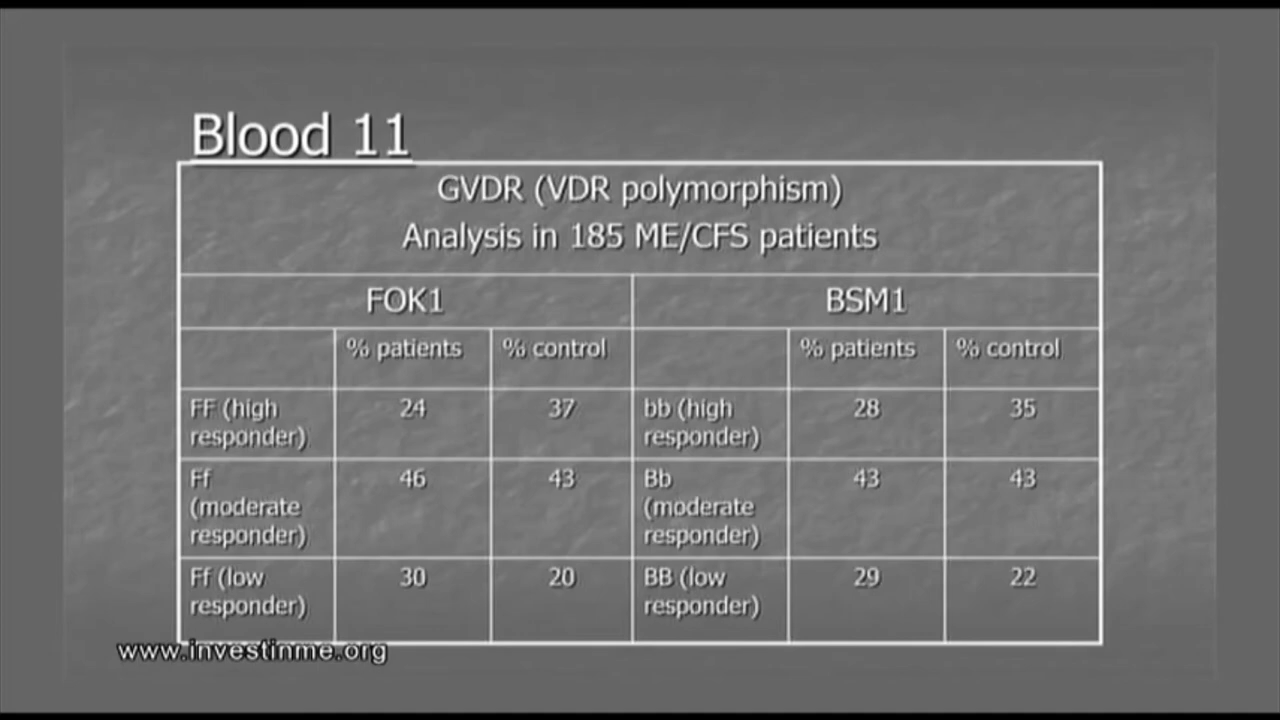 Blood 11
GVDR (VDR polymorphism)
Analysis in 185 ME/CFS patients
FOK1 BSM1
% patients % control % patients % control
FF (high responder) 24 37 bb (high responder) 28 35
Ff (moderate responder) 46 43 Bb (moderate responder) 43 43
Ff (low responder) 30 20 BB (low responder) 29 22
www.investinme.org